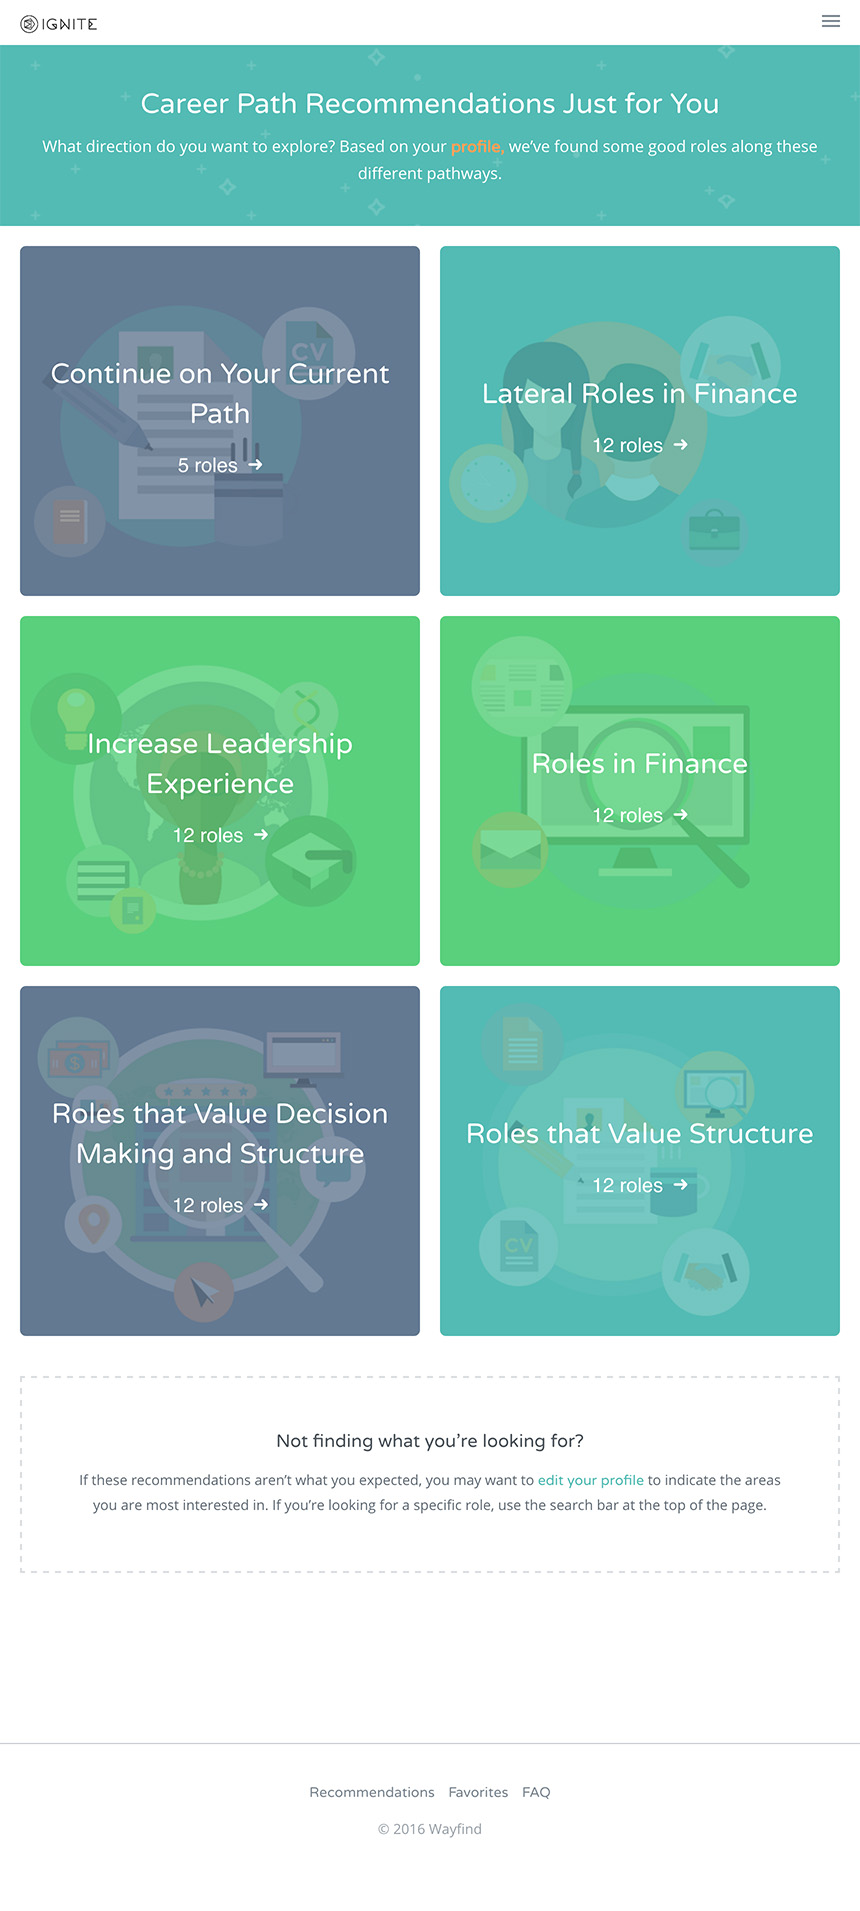 IGNITE
Career Path Recommendations Just for You
What direction do you want to explore? Based on your profile, we’ve found some good roles along these
different pathways.
CV
Continue on Your Current
Path
5 roles →
Lateral Roles in Finance
12 roles →
Increase Leadership
Experience
12 roles →
Roles in Finance
12 roles →
$
Roles that Value Decision
Making and Structure
12 roles →
Roles that Value Structure
12 roles →
CV
Not finding what you’re looking for?
If these recommendations aren’t what you expected, you may want to edit your profile to indicate the areas
you are most interested in. If you’re looking for a specific role, use the search bar at the top of the page.
Recommendations Favorites FAQ
© 2016 Wayfind